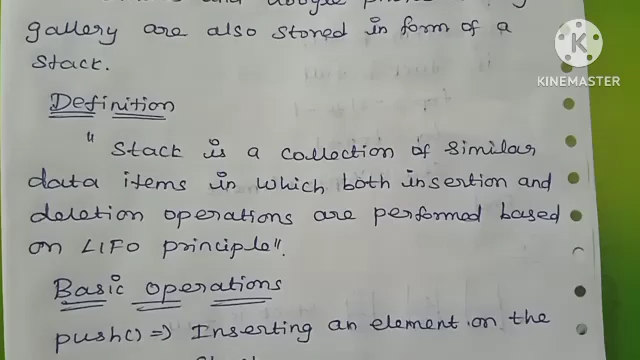 and Google
gallery are also stored in form of a
stack.
KINEMASTER
Definition
" Stack is a collection of similar
data items in which both insertion and
deletion operations are performed based
on LIFO principle".
Basic operations
push() => Inserting an element on the